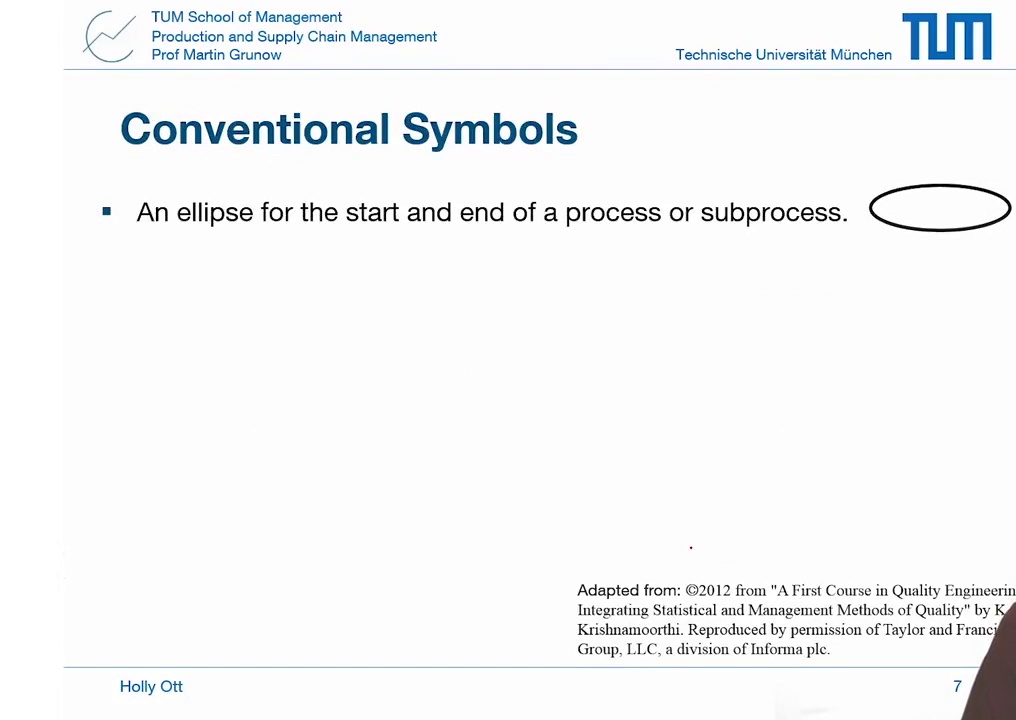 TUM School of Management
Production and Supply Chain Management
Prof Martin Grunow
Technische Universität München
TUM
Conventional Symbols
▪ An ellipse for the start and end of a process or subprocess.
Adapted from: ©2012 from "A First Course in Quality Engineerin
Integrating Statistical and Management Methods of Quality" by K
Krishnamoorthi. Reproduced by permission of Taylor and Franci
Group, LLC, a division of Informa plc.
Holly Ott
7